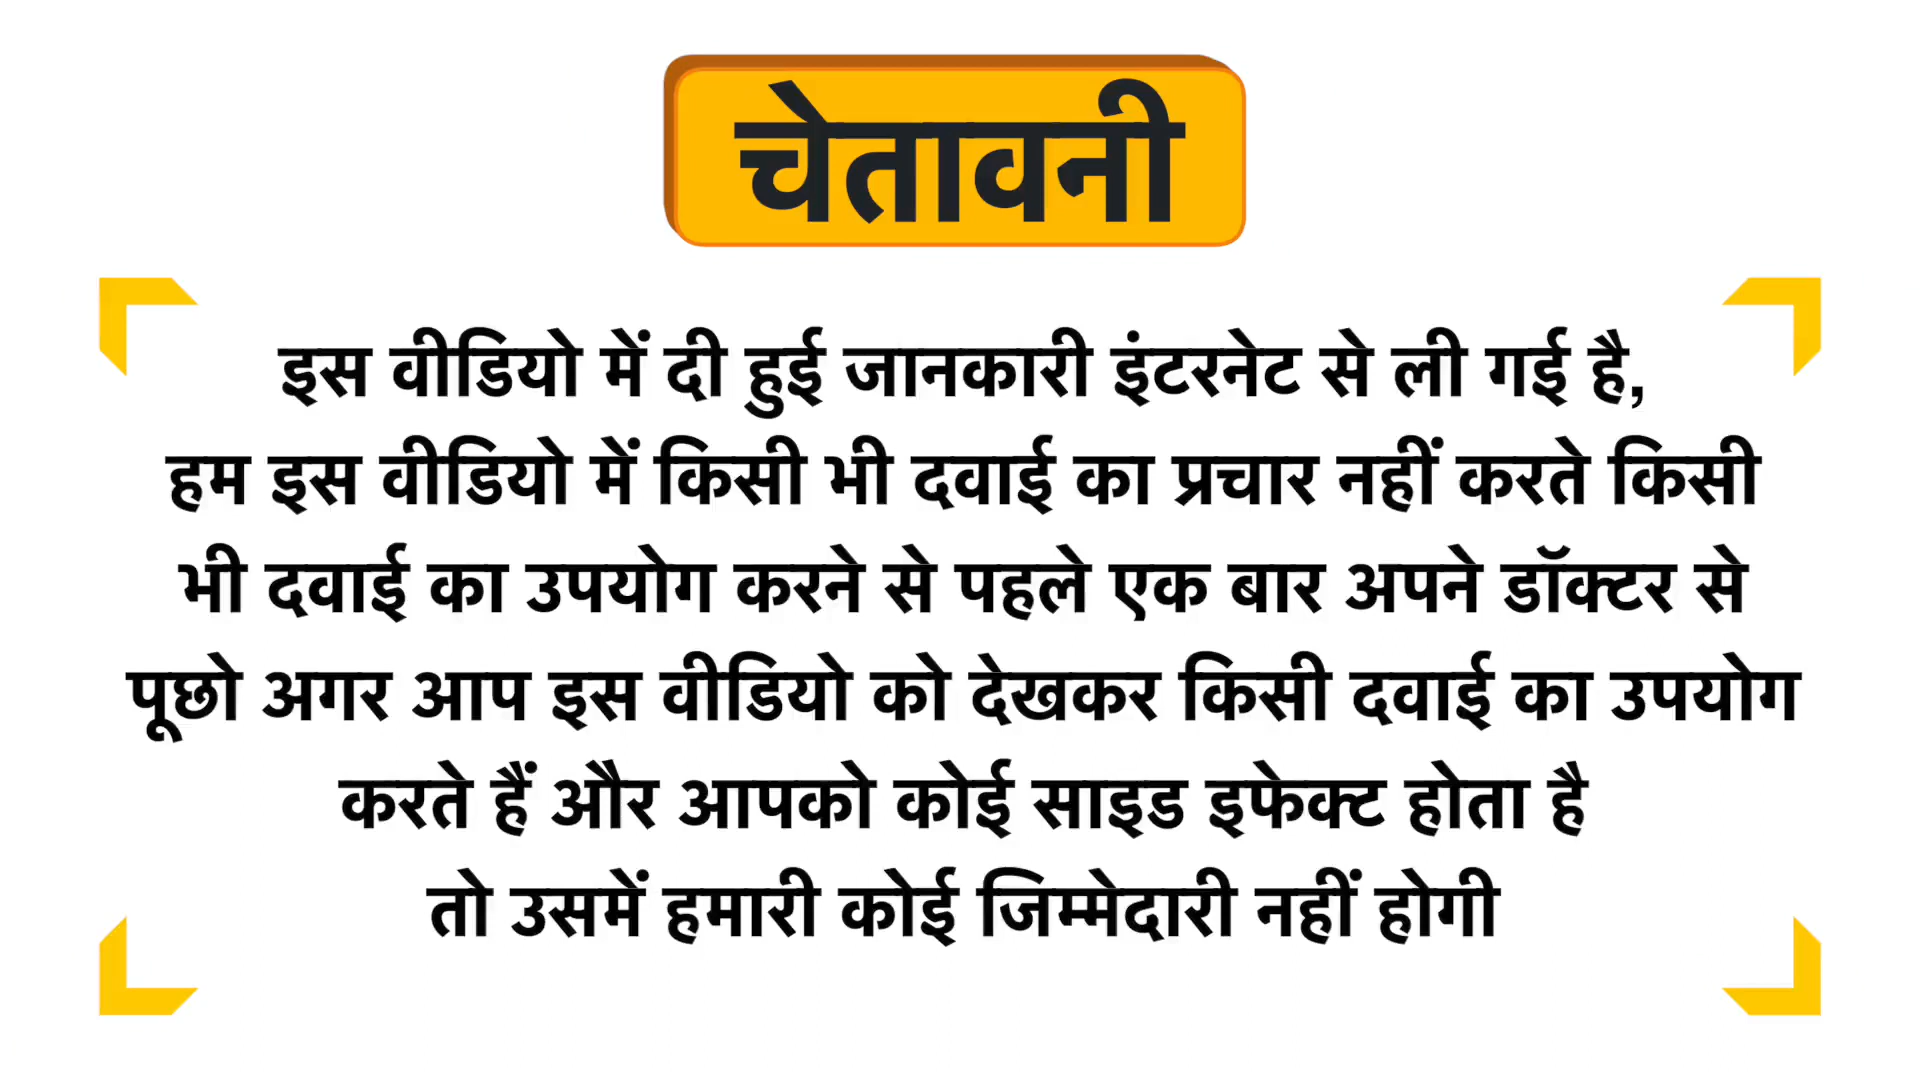 चेतावनी
इस वीडियो में दी हुई जानकारी इंटरनेट से ली गई है,
हम इस वीडियो में किसी भी दवाई का प्रचार नहीं करते किसी
भी दवाई का उपयोग करने से पहले एक बार अपने डॉक्टर से
पूछो अगर आप इस वीडियो को देखकर किसी दवाई का उपयोग
करते हैं और आपको कोई साइड इफेक्ट होता है
तो उसमें हमारी कोई जिम्मेदारी नहीं होगी